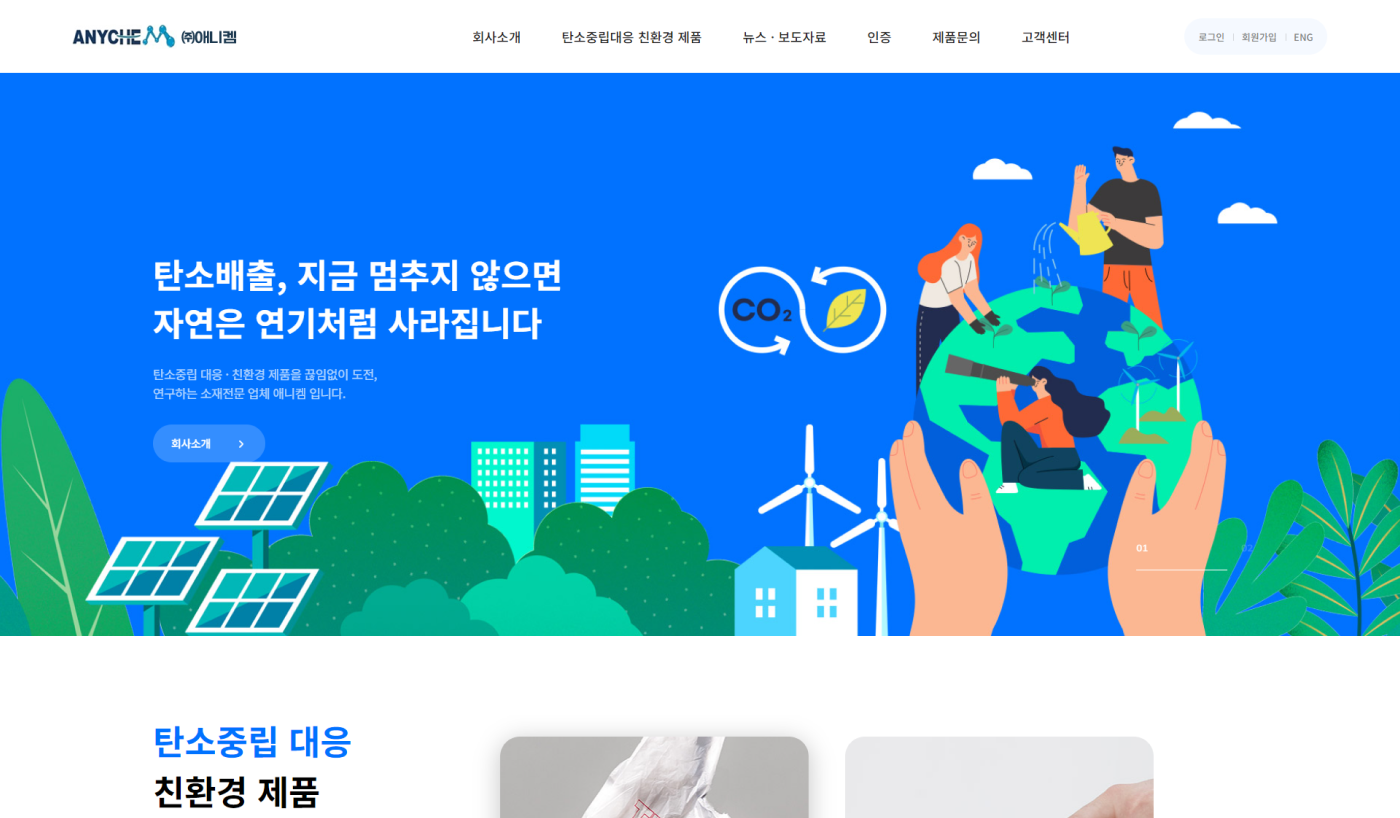 ANYCHEM ㈜애니켐
회사소개 탄소중립대응 친환경 제품 뉴스 · 보도자료 인증 제품문의 고객센터
로그인 회원가입 ENG
탄소배출, 지금 멈추지 않으면
자연은 연기처럼 사라집니다
탄소중립 대응 · 친환경 제품을 끊임없이 도전,
연구하는 소재전문 업체 애니켐 입니다.
회사소개
CO₂
01 02
탄소중립 대응
친환경 제품